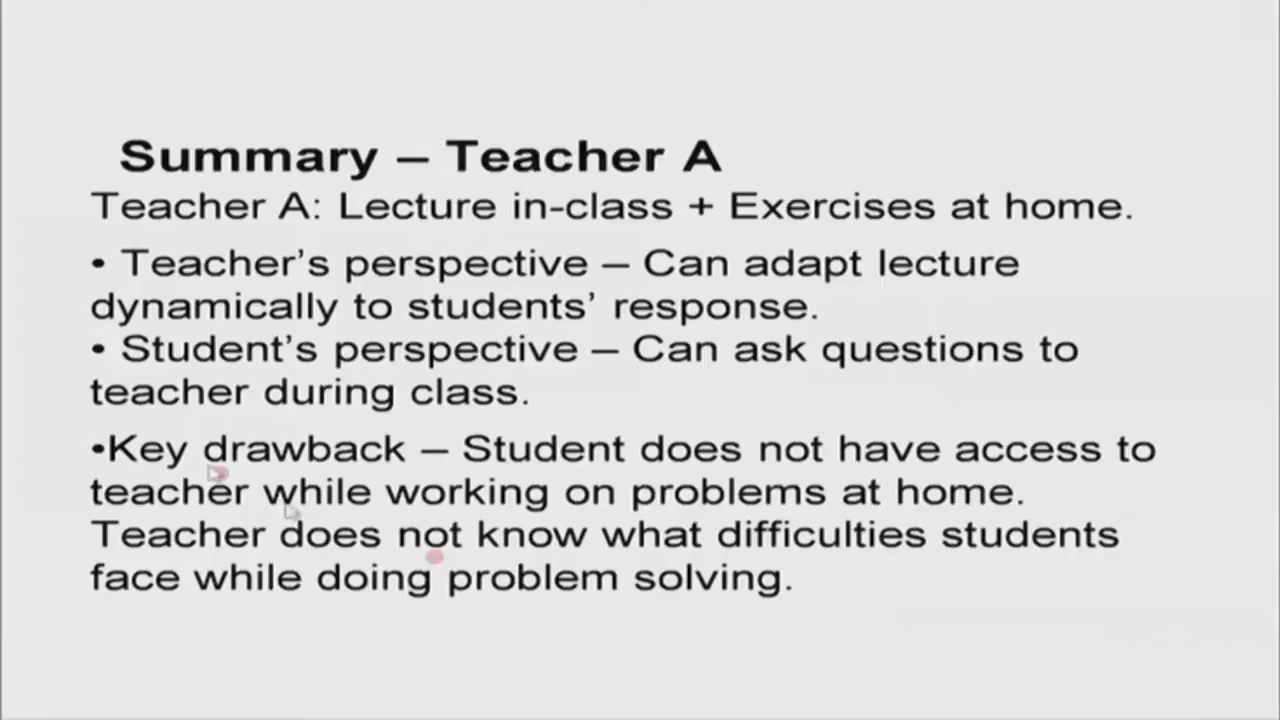 Summary – Teacher A
Teacher A: Lecture in-class + Exercises at home.
• Teacher’s perspective – Can adapt lecture
dynamically to students’ response.
• Student’s perspective – Can ask questions to
teacher during class.
•Key drawback – Student does not have access to
teacher while working on problems at home.
Teacher does not know what difficulties students
face while doing problem solving.